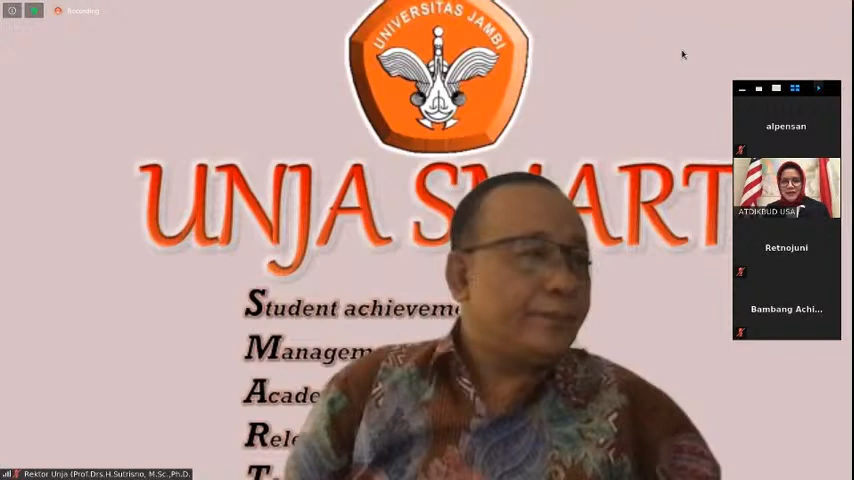 Recording
UNIVERSITAS JAMBI
UNJA SMART
Student achieveme
Managem
Acade
Rele
T
alpensan
ATDIKBUD USA
Retnojuni
Bambang Achi...
Rektor Unja (Prof.Drs.H.Sutrisno, M.Sc.,Ph.D.